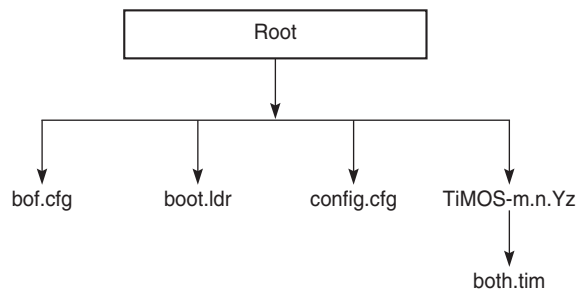 Root
bof.cfg
boot.ldr
config.cfg
TiMOS-m.n.Yz
both.tim